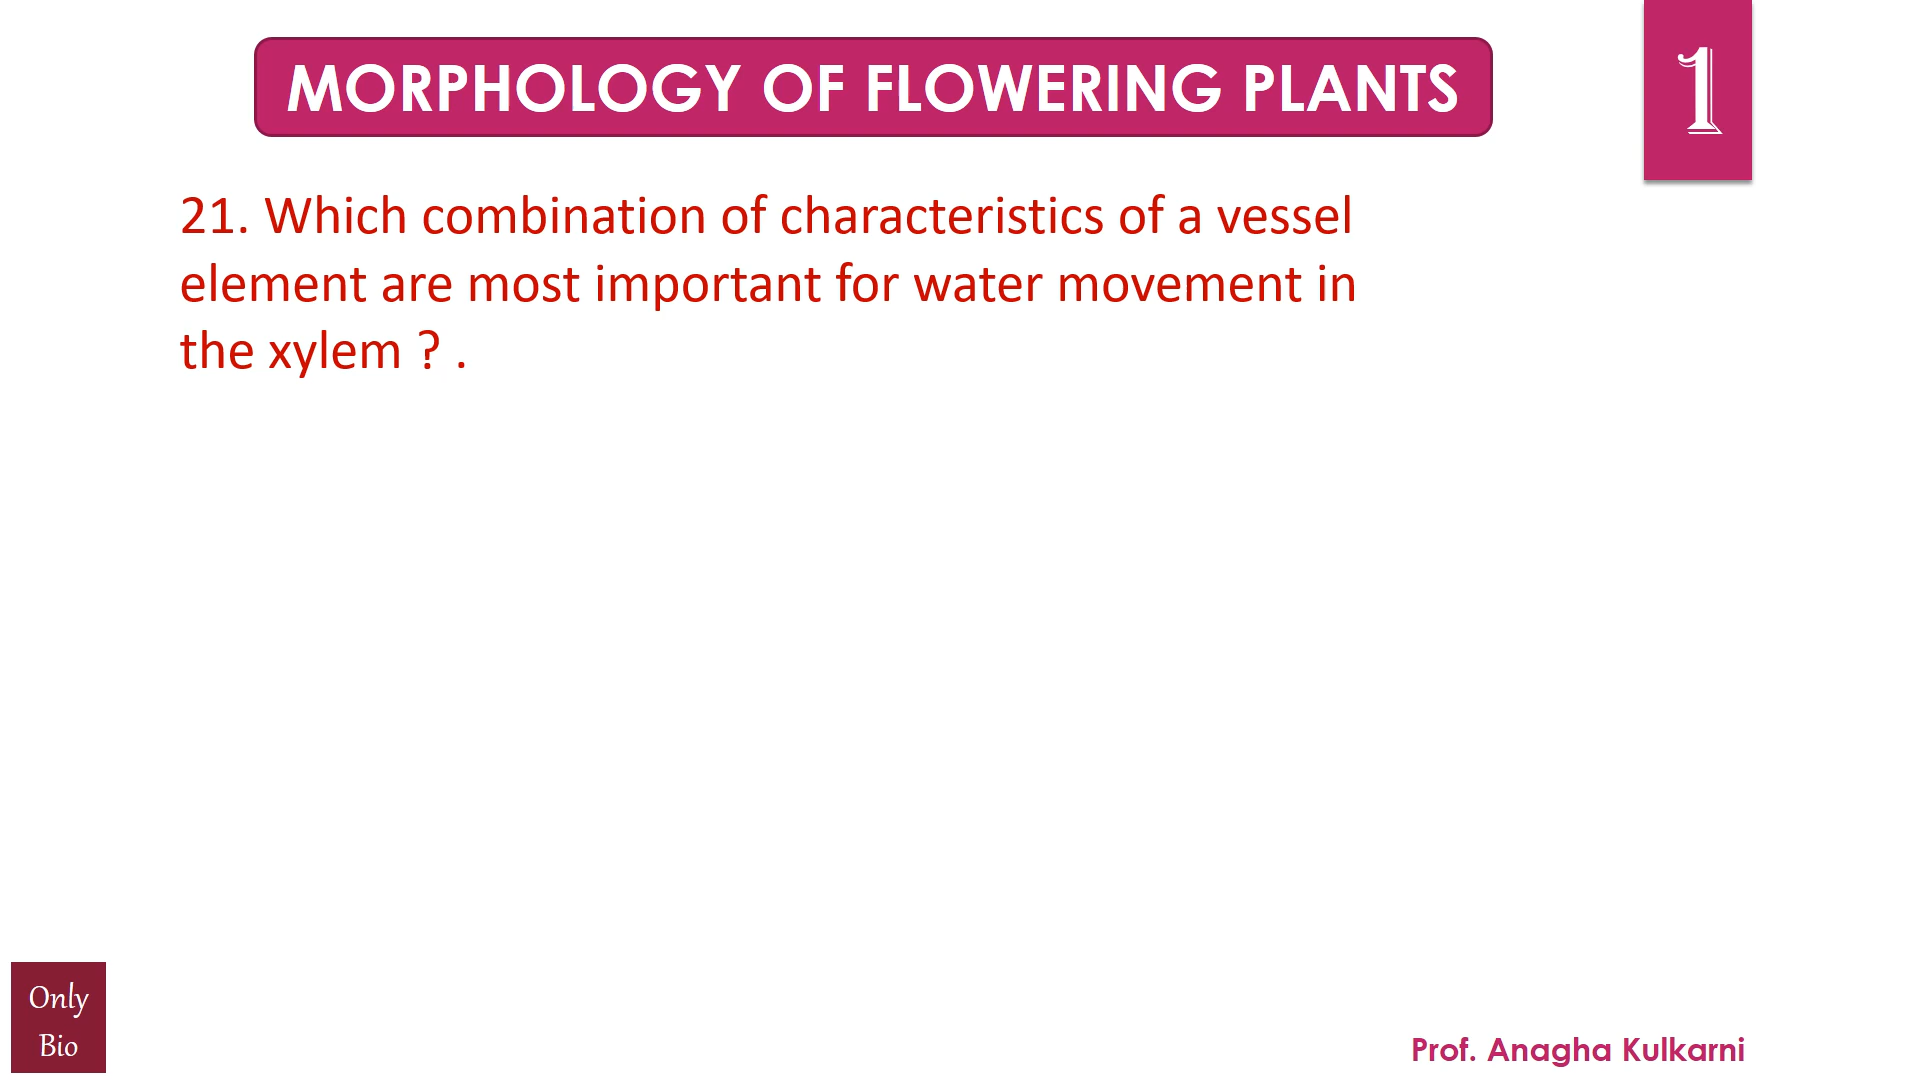 MORPHOLOGY OF FLOWERING PLANTS
1
21. Which combination of characteristics of a vessel
element are most important for water movement in
the xylem ? .
Only
Bio
Prof. Anagha Kulkarni